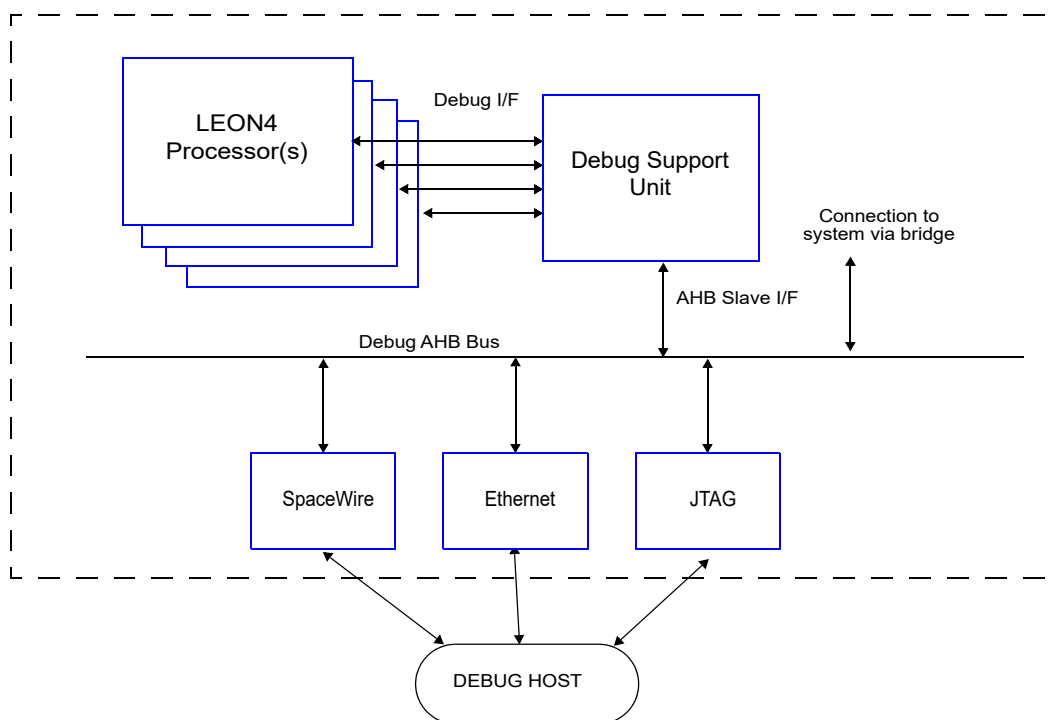 LEON4
Processor(s)
Debug I/F
Debug Support
Unit
Connection to
system via bridge
AHB Slave I/F
Debug AHB Bus
SpaceWire
Ethernet
JTAG
DEBUG HOST